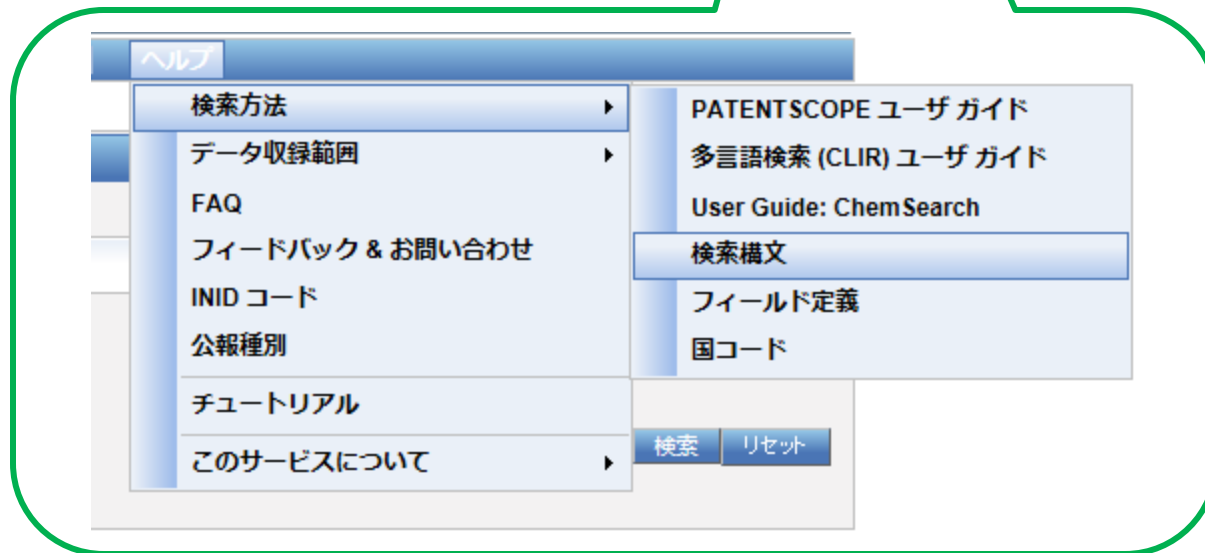 ヘルプ
検索方法
データ収録範囲
FAQ
フィードバック & お問い合わせ
INID コード
公報種別
チュートリアル
このサービスについて
PATENTSCOPE ユーザ ガイド
多言語検索 (CLIR) ユーザ ガイド
User Guide: ChemSearch
検索構文
フィールド定義
国コード
検索 リセット